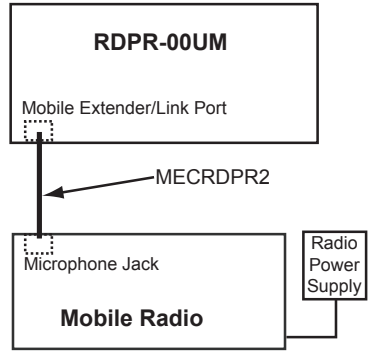 RDPR-00UM
Mobile Extender/Link Port
MECRDPR2
Radio
Power
Supply
Microphone Jack
Mobile Radio